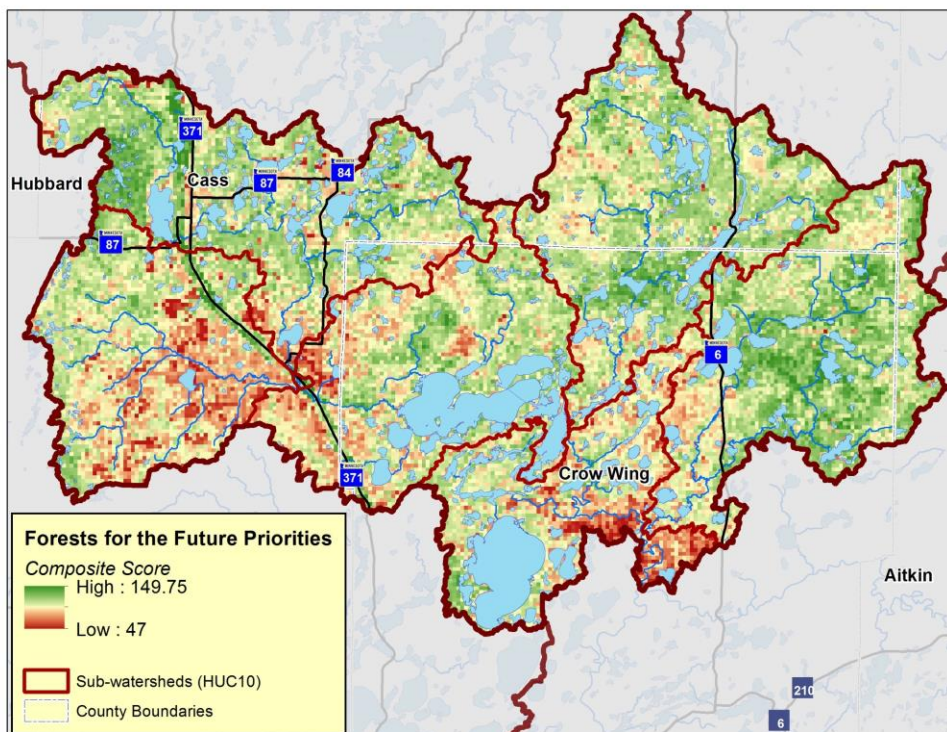 371
84
Hubbard
Cass
87
87
6
371
Crow Wing
Forests for the Future Priorities
Composite Score
High : 149.75
Low : 47
Aitkin
Sub-watersheds (HUC10)
County Boundaries
210
6